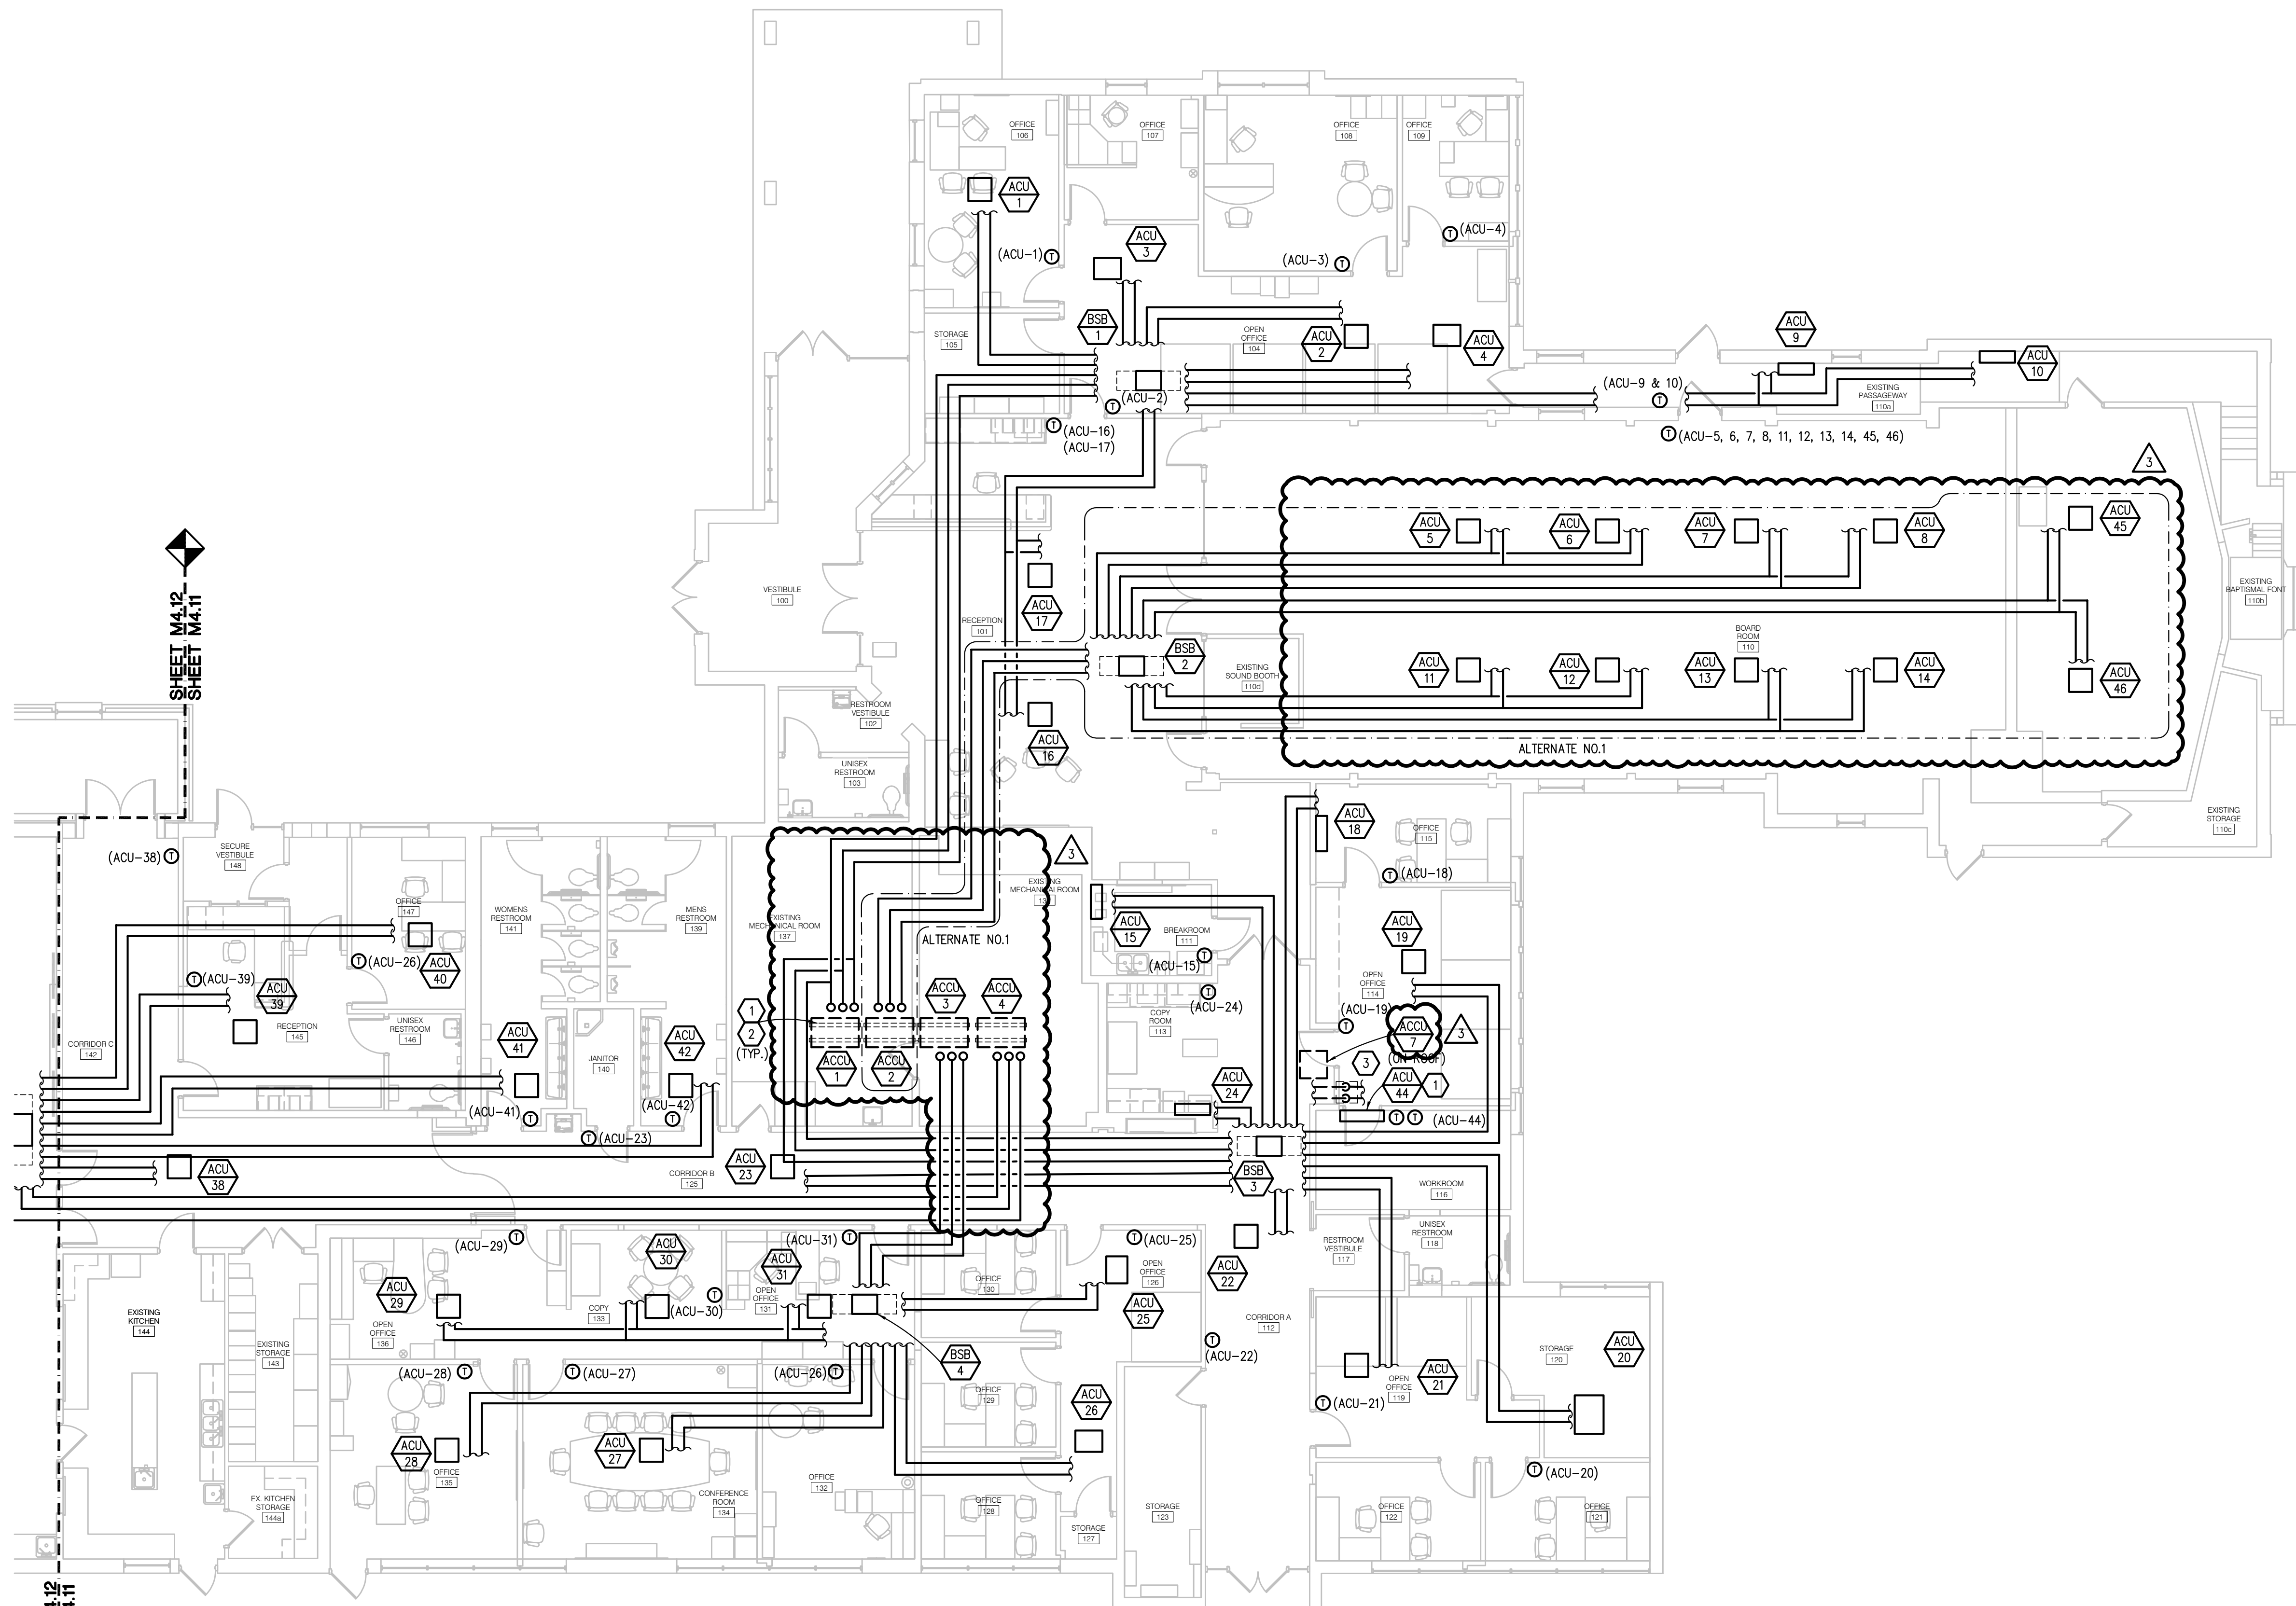 OFFICE
106
OFFICE
107
OFFICE
108
OFFICE
109
ACU
1
(ACU-1) T
ACU
3
(ACU-3) T
T (ACU-4)
BSB
1
STORAGE
105
OPEN
OFFICE
104
ACU
2
ACU
4
ACU
9
ACU
10
(ACU-9 & 10)
T
EXISTING
PASSAGEWAY
110a
(ACU-2)
T
T (ACU-16)
(ACU-17)
T (ACU-5, 6, 7, 8, 11, 12, 13, 14, 45, 46)
3
ACU
5
ACU
6
ACU
7
ACU
8
ACU
45
SHEET M4.12
SHEET M4.11
VESTIBULE
100
ACU
17
RECEPTION
101
EXISTING
BAPTISMAL FONT
110b
BOARD
ROOM
110
BSB
2
EXISTING
SOUND BOOTH
110d
ACU
11
ACU
12
ACU
13
ACU
14
ACU
46
RESTROOM
VESTIBULE
102
ACU
16
ALTERNATE NO.1
UNISEX
RESTROOM
103
EXISTING
STORAGE
110c
ACU
18
OFFICE
115
T (ACU-18)
(ACU-38) T
SECURE
VESTIBULE
148
OFFICE
147
WOMENS
RESTROOM
141
MENS
RESTROOM
139
EXISTING
MECHANICAL ROOM
137
3
EXISTING
MECHANICALROOM
ALTERNATE NO.1
ACU
15
BREAKROOM
111
(ACU-15) T
ACU
19
T (ACU-39)
ACU
39
T (ACU-26)
ACU
40
OPEN
OFFICE
114
(ACU-19)
T
T
(ACU-24)
COPY
ROOM
113
ACCU
3
ACCU
4
1
2
(TYP.)
ACCU
1
ACCU
2
ACCU
7
3
(ON ROOF)
3
ACU
44
1
T T (ACU-44)
RECEPTION
145
UNISEX
RESTROOM
146
CORRIDOR C
142
ACU
41
JANITOR
140
ACU
42
ACU
24
(ACU-41) T
(ACU-42)
T
T (ACU-23)
ACU
38
CORRIDOR B
125
ACU
23
BSB
3
WORKROOM
116
UNISEX
RESTROOM
118
RESTROOM
VESTIBULE
117
(ACU-29) T
ACU
30
(ACU-31) T
ACU
31
T (ACU-25)
OPEN
OFFICE
126
ACU
22
ACU
29
COPY
133
T
(ACU-30)
OPEN
OFFICE
131
OFFICE
130
ACU
25
CORRIDOR A
112
T
(ACU-22)
EXISTING
KITCHEN
144
EXISTING
STORAGE
143
OPEN
OFFICE
136
(ACU-28) T
T (ACU-27)
(ACU-26) T
BSB
4
OFFICE
129
ACU
26
ACU
21
OPEN
OFFICE
119
T (ACU-21)
STORAGE
120
ACU
20
ACU
28
OFFICE
135
ACU
27
CONFERENCE
ROOM
134
OFFICE
132
T (ACU-20)
EX. KITCHEN
STORAGE
144a
OFFICE
128
STORAGE
127
STORAGE
123
OFFICE
122
OFFICE
121
4.12
4.11